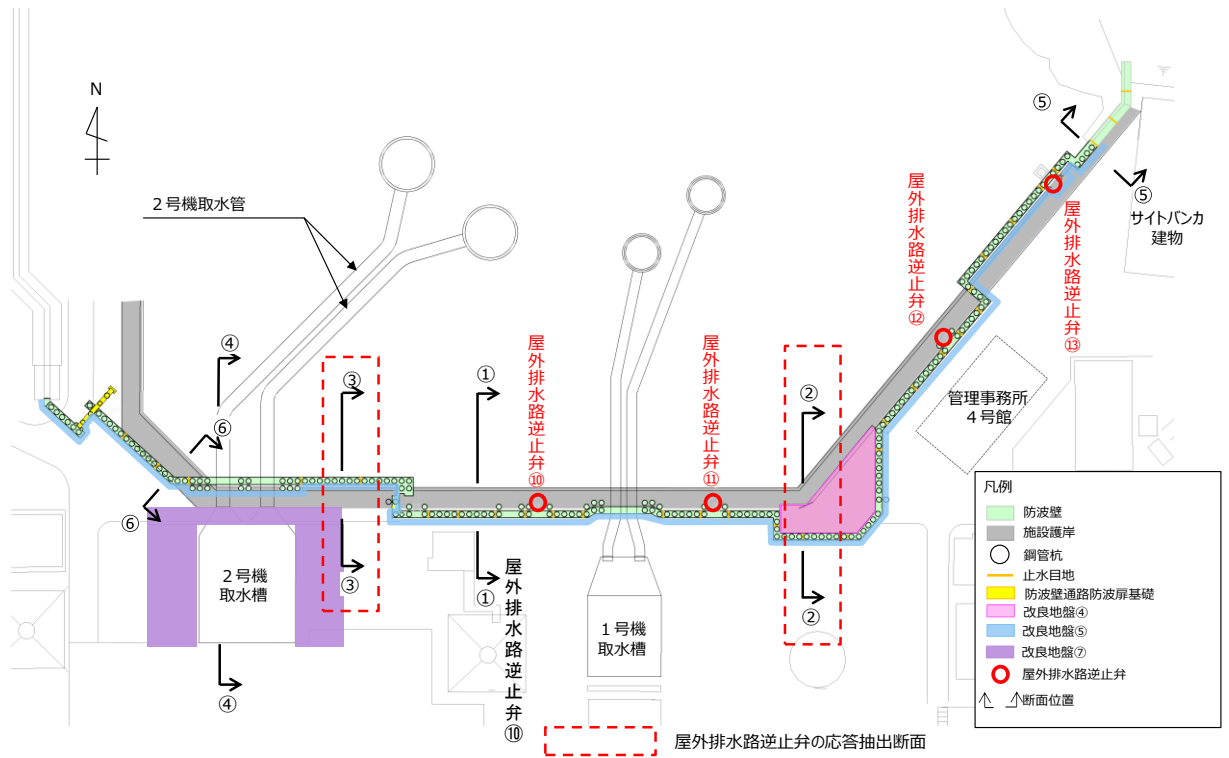 N
2号機取水管
屋外排水路逆止弁⑩
屋外排水路逆止弁⑪
屋外排水路逆止弁⑫
屋外排水路逆止弁⑬
⑤
⑤
サイトバンカ
建物
④
③
①
②
⑥
⑥
管理事務所
4号館
2号機
取水槽
③
①
②
④
屋外排水路逆止弁⑩
1号機
取水槽
凡例
防波壁
施設護岸
鋼管杭
止水目地
防波壁通路防波扉基礎
改良地盤④
改良地盤⑤
改良地盤⑦
屋外排水路逆止弁
断面位置
屋外排水路逆止弁の応答抽出断面